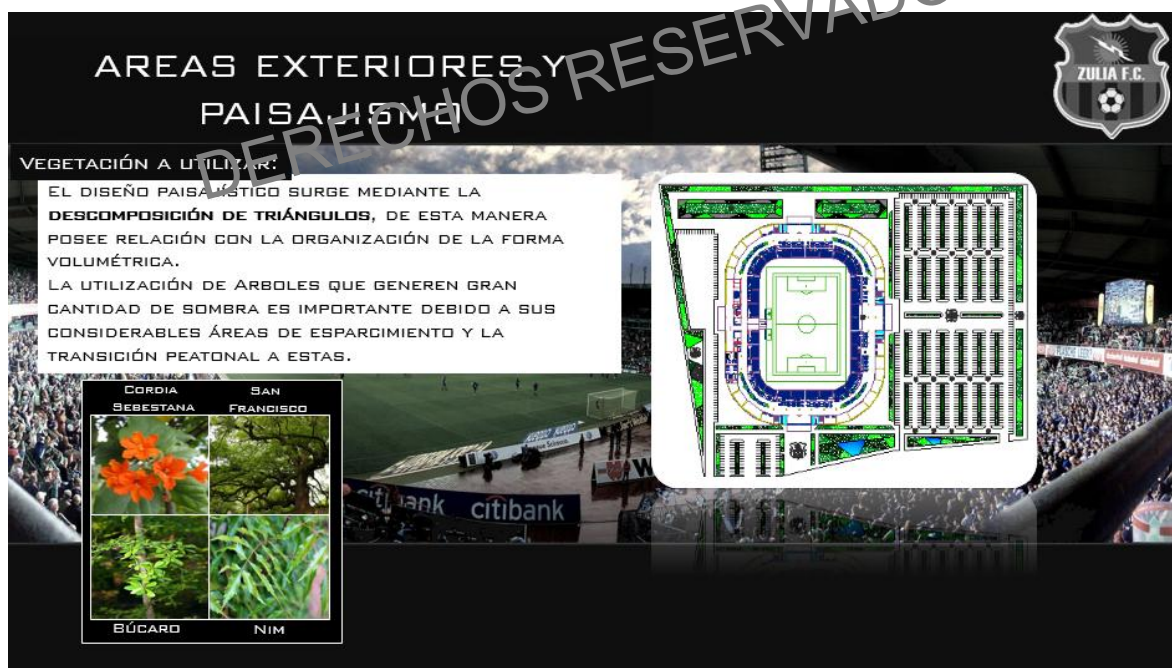 DERECHOS RESERVADO
AREAS EXTERIORES Y
PAISAJISMO
ZULIA F.C.
VEGETACIÓN A UTILIZAR:
EL DISEÑO PAISAJÍSTICO SURGE MEDIANTE LA
DESCOMPOSICIÓN DE TRIÁNGULOS, DE ESTA MANERA
POSEE RELACIÓN CON LA ORGANIZACIÓN DE LA FORMA
VOLUMÉTRICA.
LA UTILIZACIÓN DE ARBOLES QUE GENEREN GRAN
CANTIDAD DE SOMBRA ES IMPORTANTE DEBIDO A SUS
CONSIDERABLES ÁREAS DE ESPARCIMIENTO Y LA
TRANSICIÓN PEATONAL A ESTAS.
CORDIA
SEBESTANA
SAN
FRANCISCO
BÚCARO
NIM
citibank
citibank